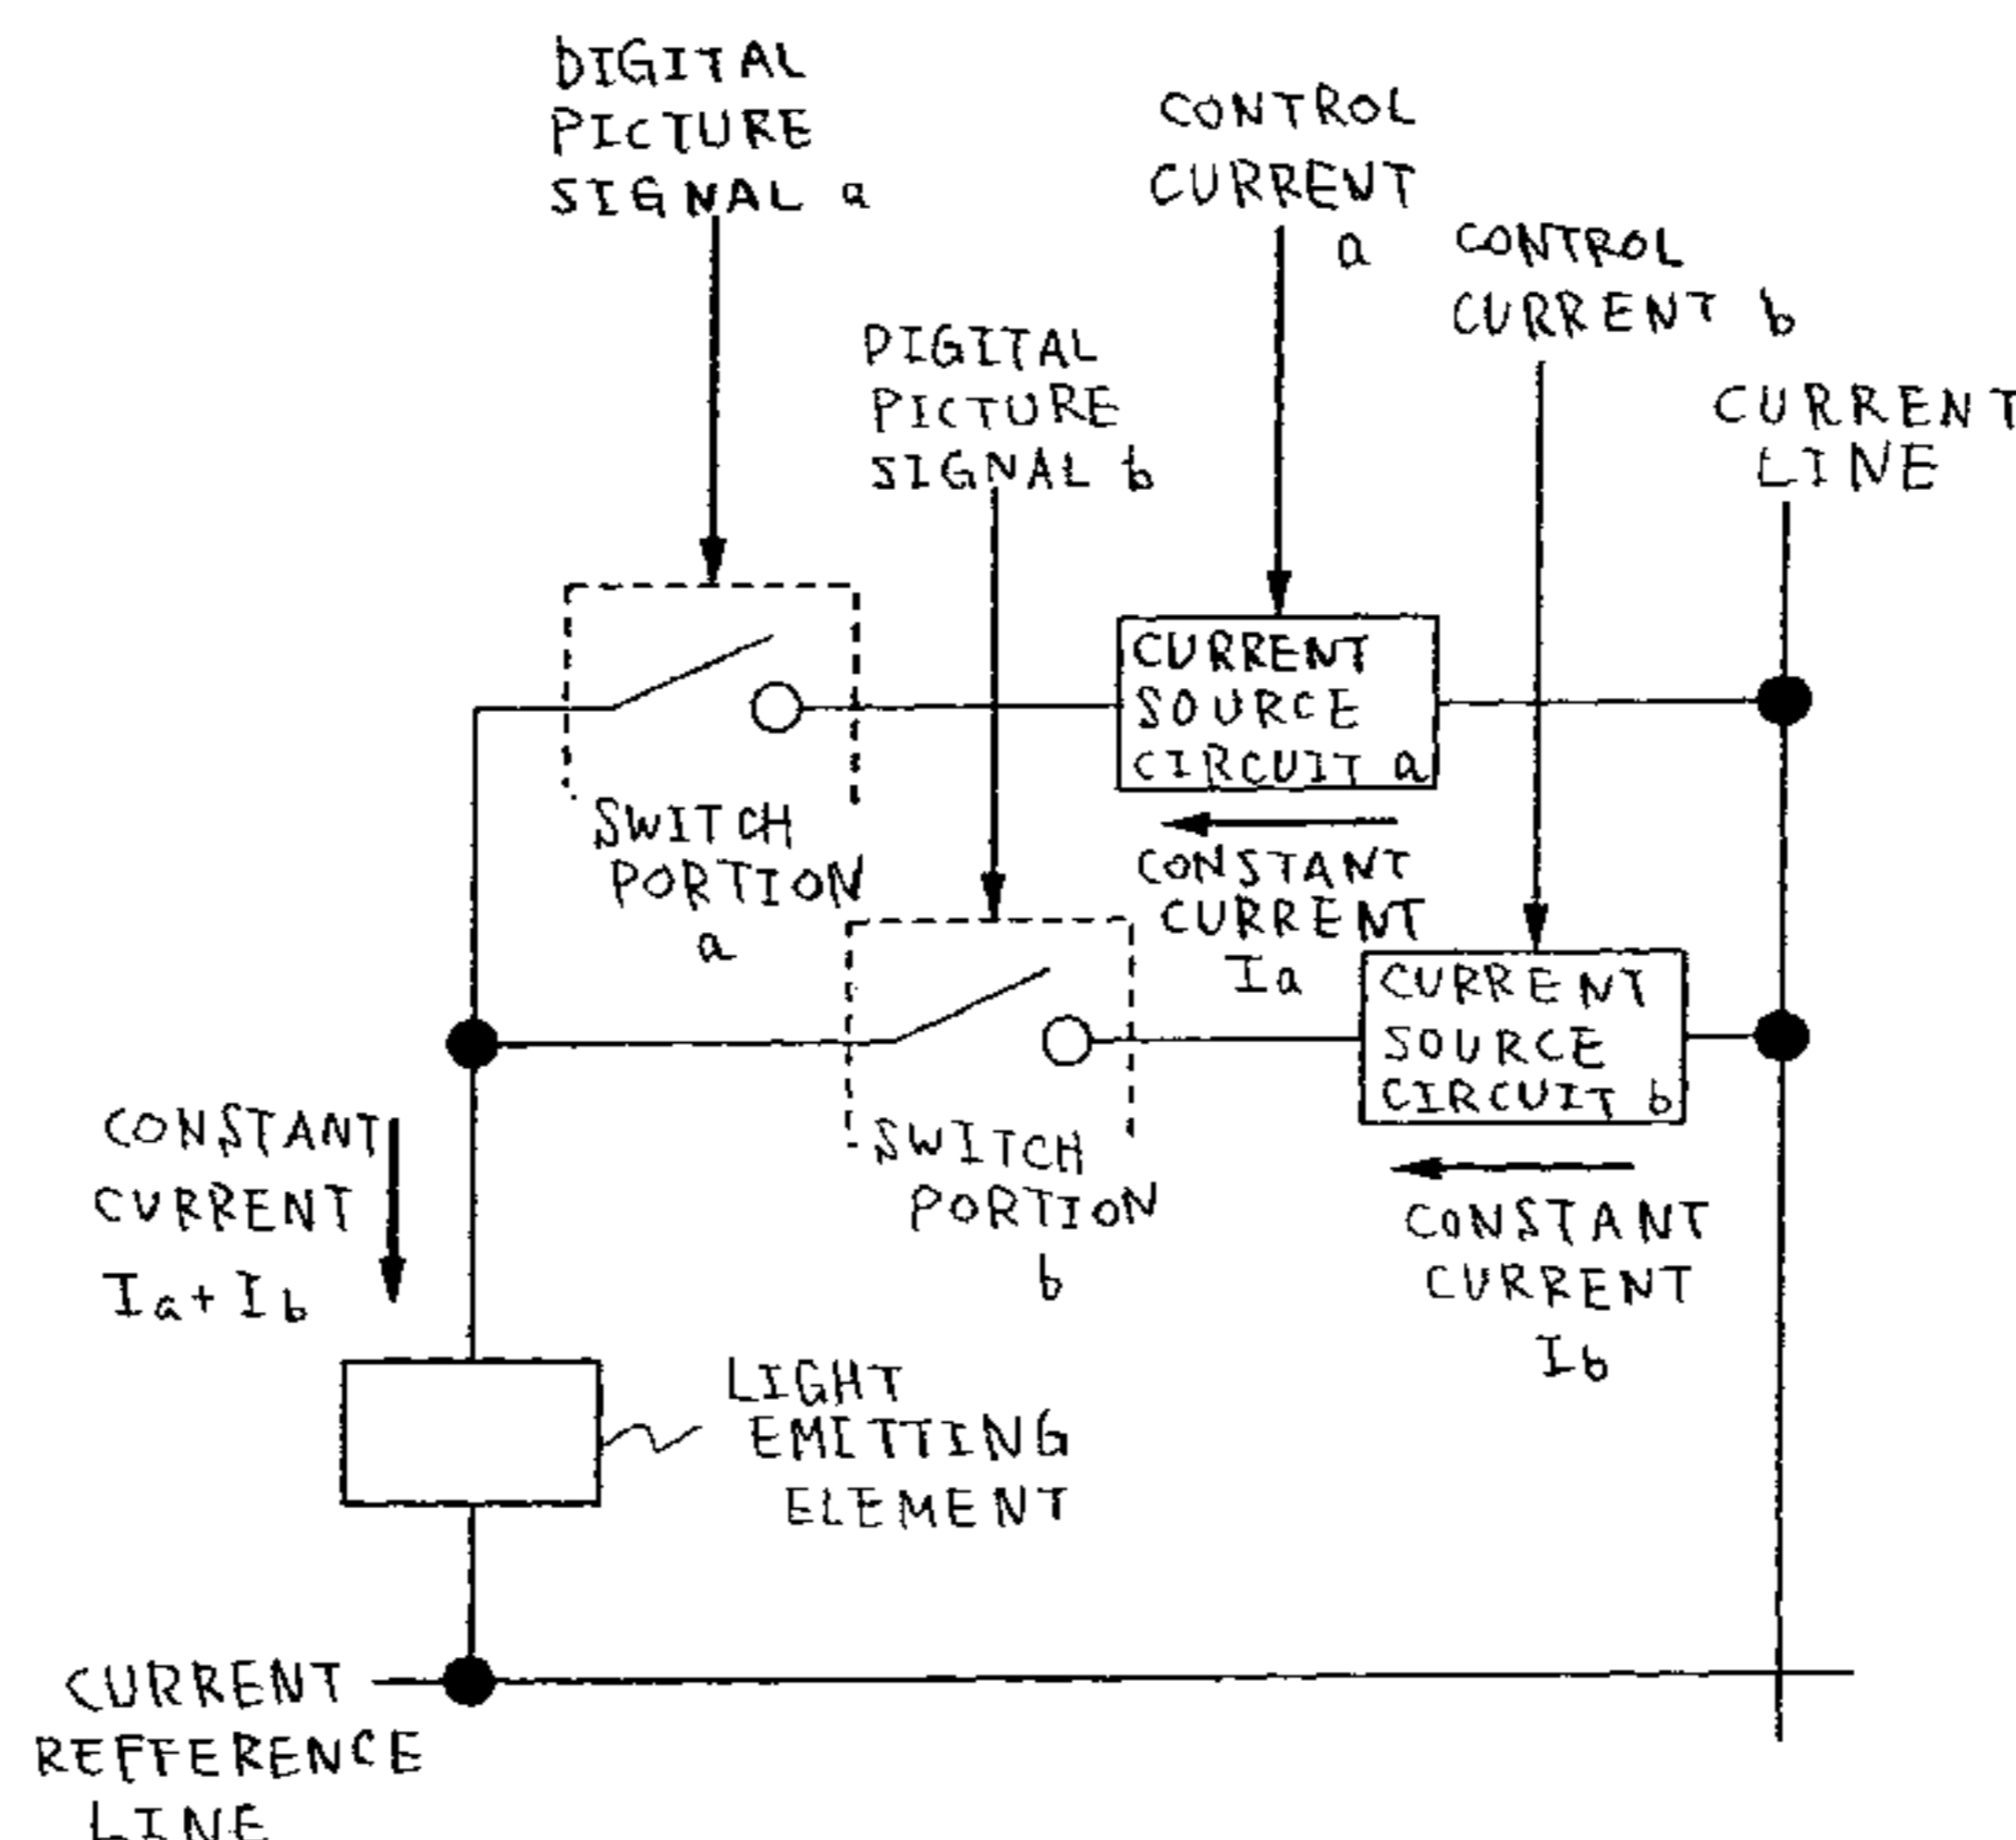 DIGITAL
PICTURE
SIGNAL a
CONTROL
CURRENT
a
CONTROL
CURRENT b
DIGITAL
PICTURE
SIGNAL b
CURRENT
LINE
CURRENT
SOURCE
CIRCUIT a
SWITCH
PORTION
a
CONSTANT
CURRENT
Ia
CURRENT
SOURCE
CIRCUIT b
CONSTANT
CURRENT
Ia+Ib
SWITCH
PORTION
b
CONSTANT
CURRENT
Ib
LIGHT
EMITTING
ELEMENT
CURRENT
REFERENCE
LINE